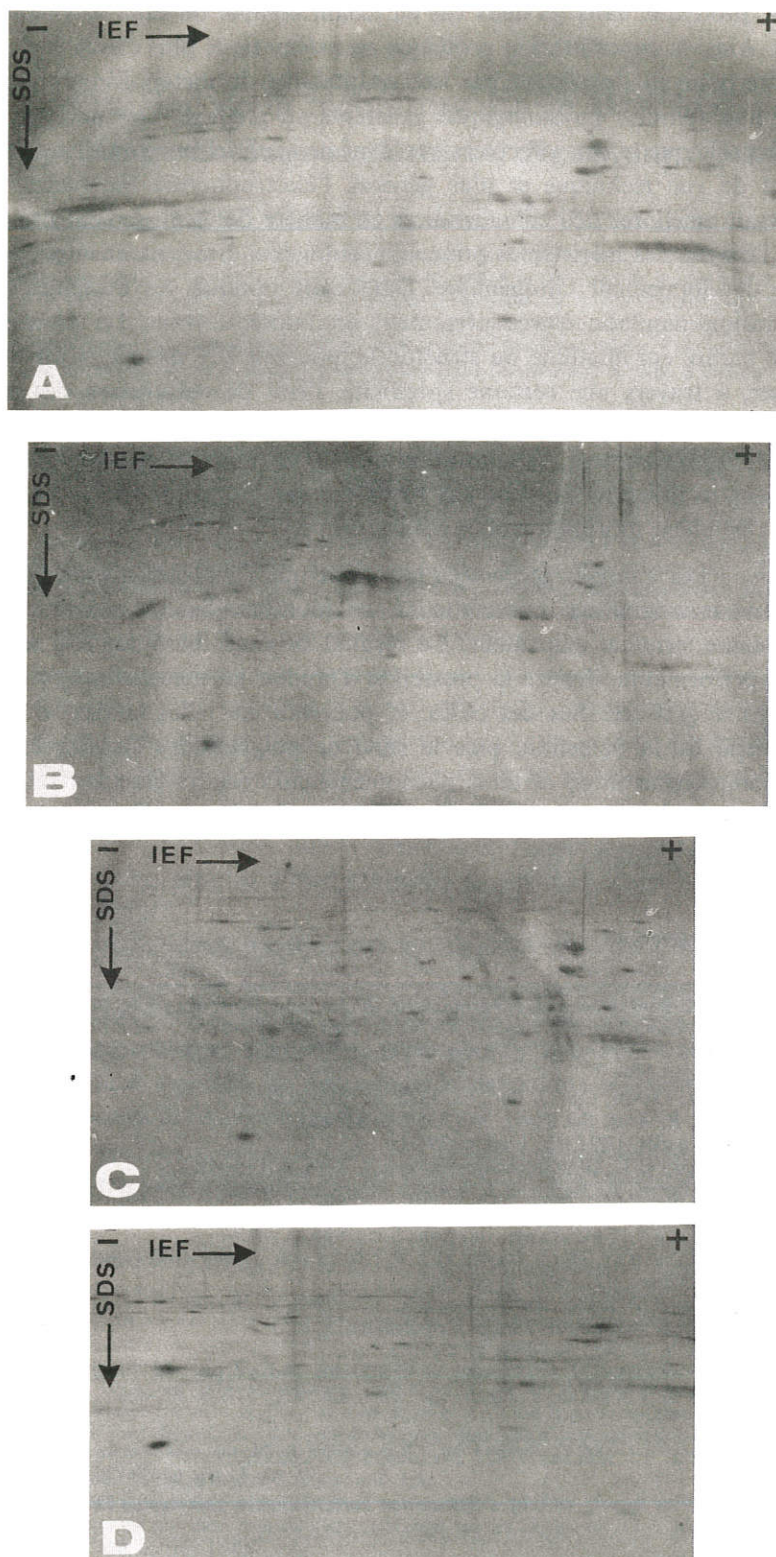 − IEF → +
SDS →
A
− IEF → +
SDS →
B
− IEF → +
SDS →
C
− IEF → +
SDS →
D